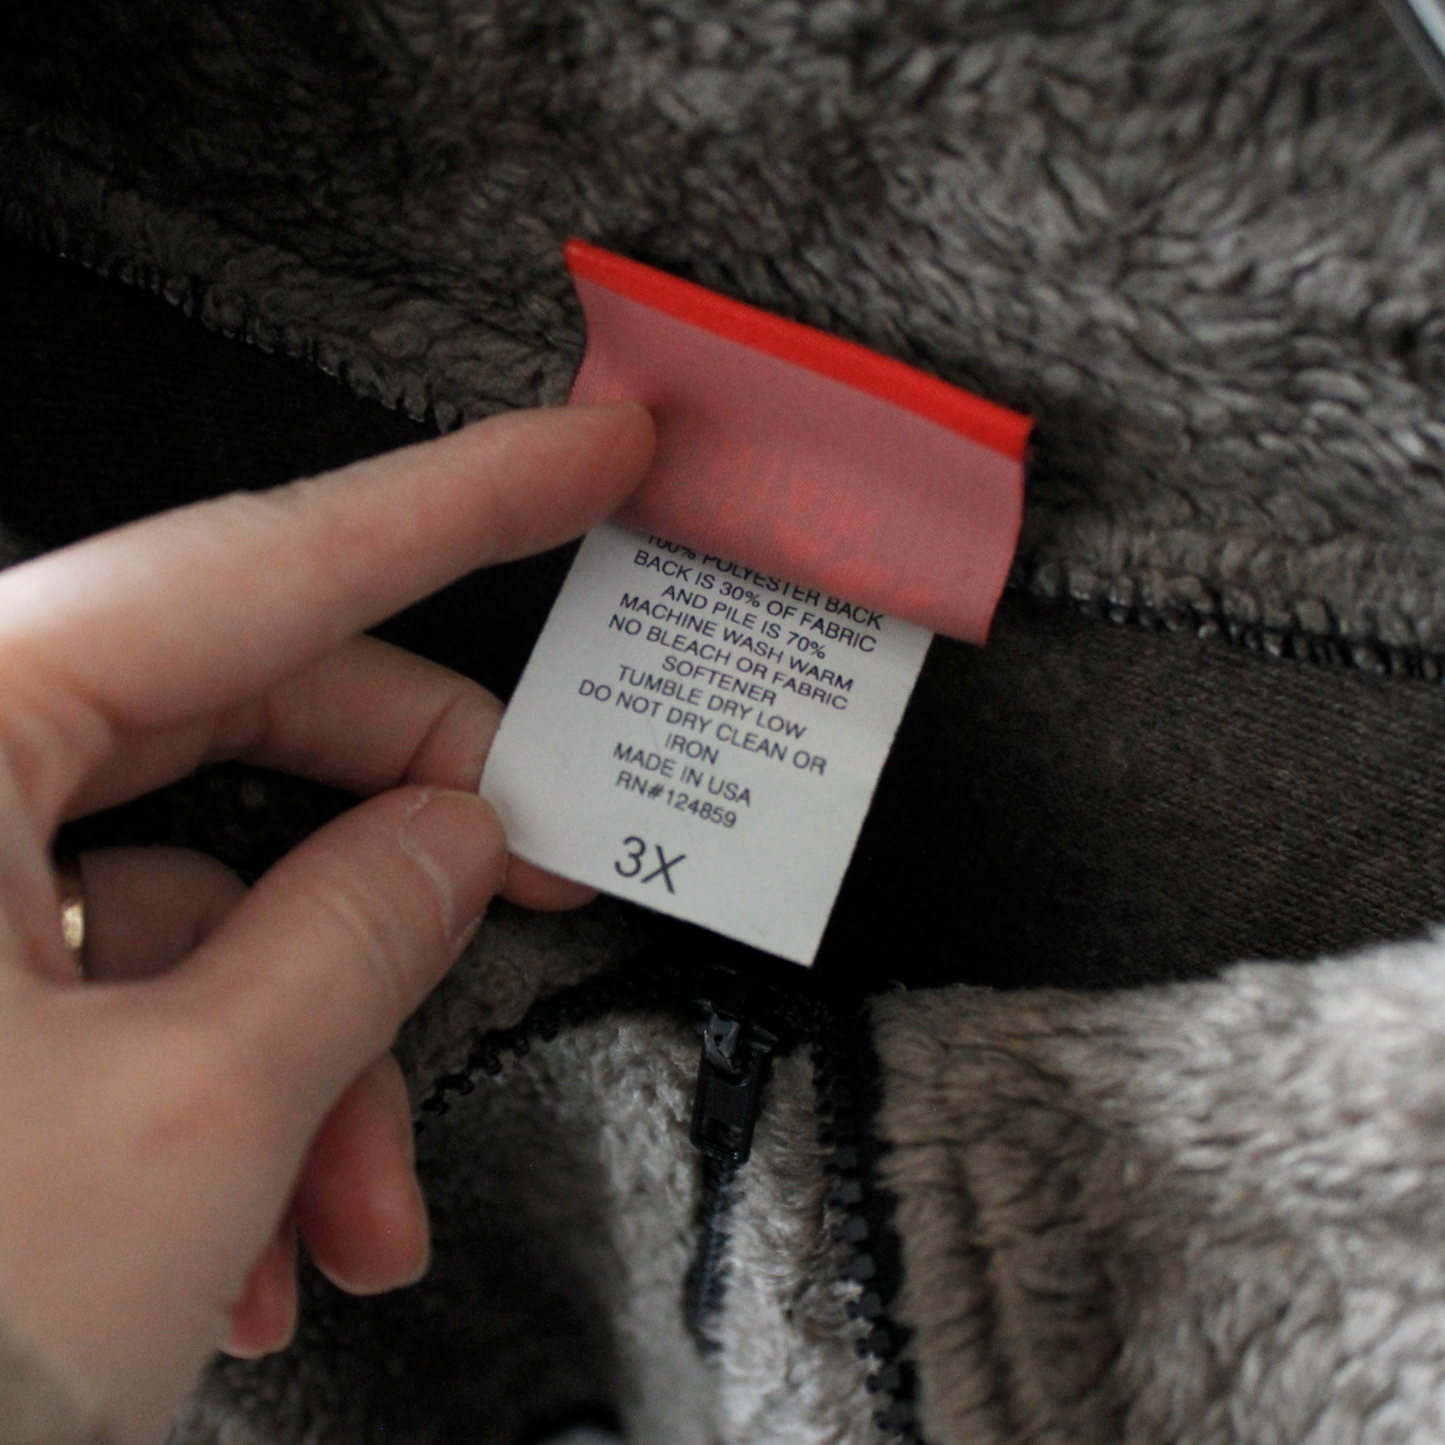 100% POLYESTER BACK
BACK IS 30% OF FABRIC
AND PILE IS 70%
MACHINE WASH WARM
NO BLEACH OR FABRIC
SOFTENER
TUMBLE DRY LOW
DO NOT DRY CLEAN OR
IRON
MADE IN USA
RN#124859
3X